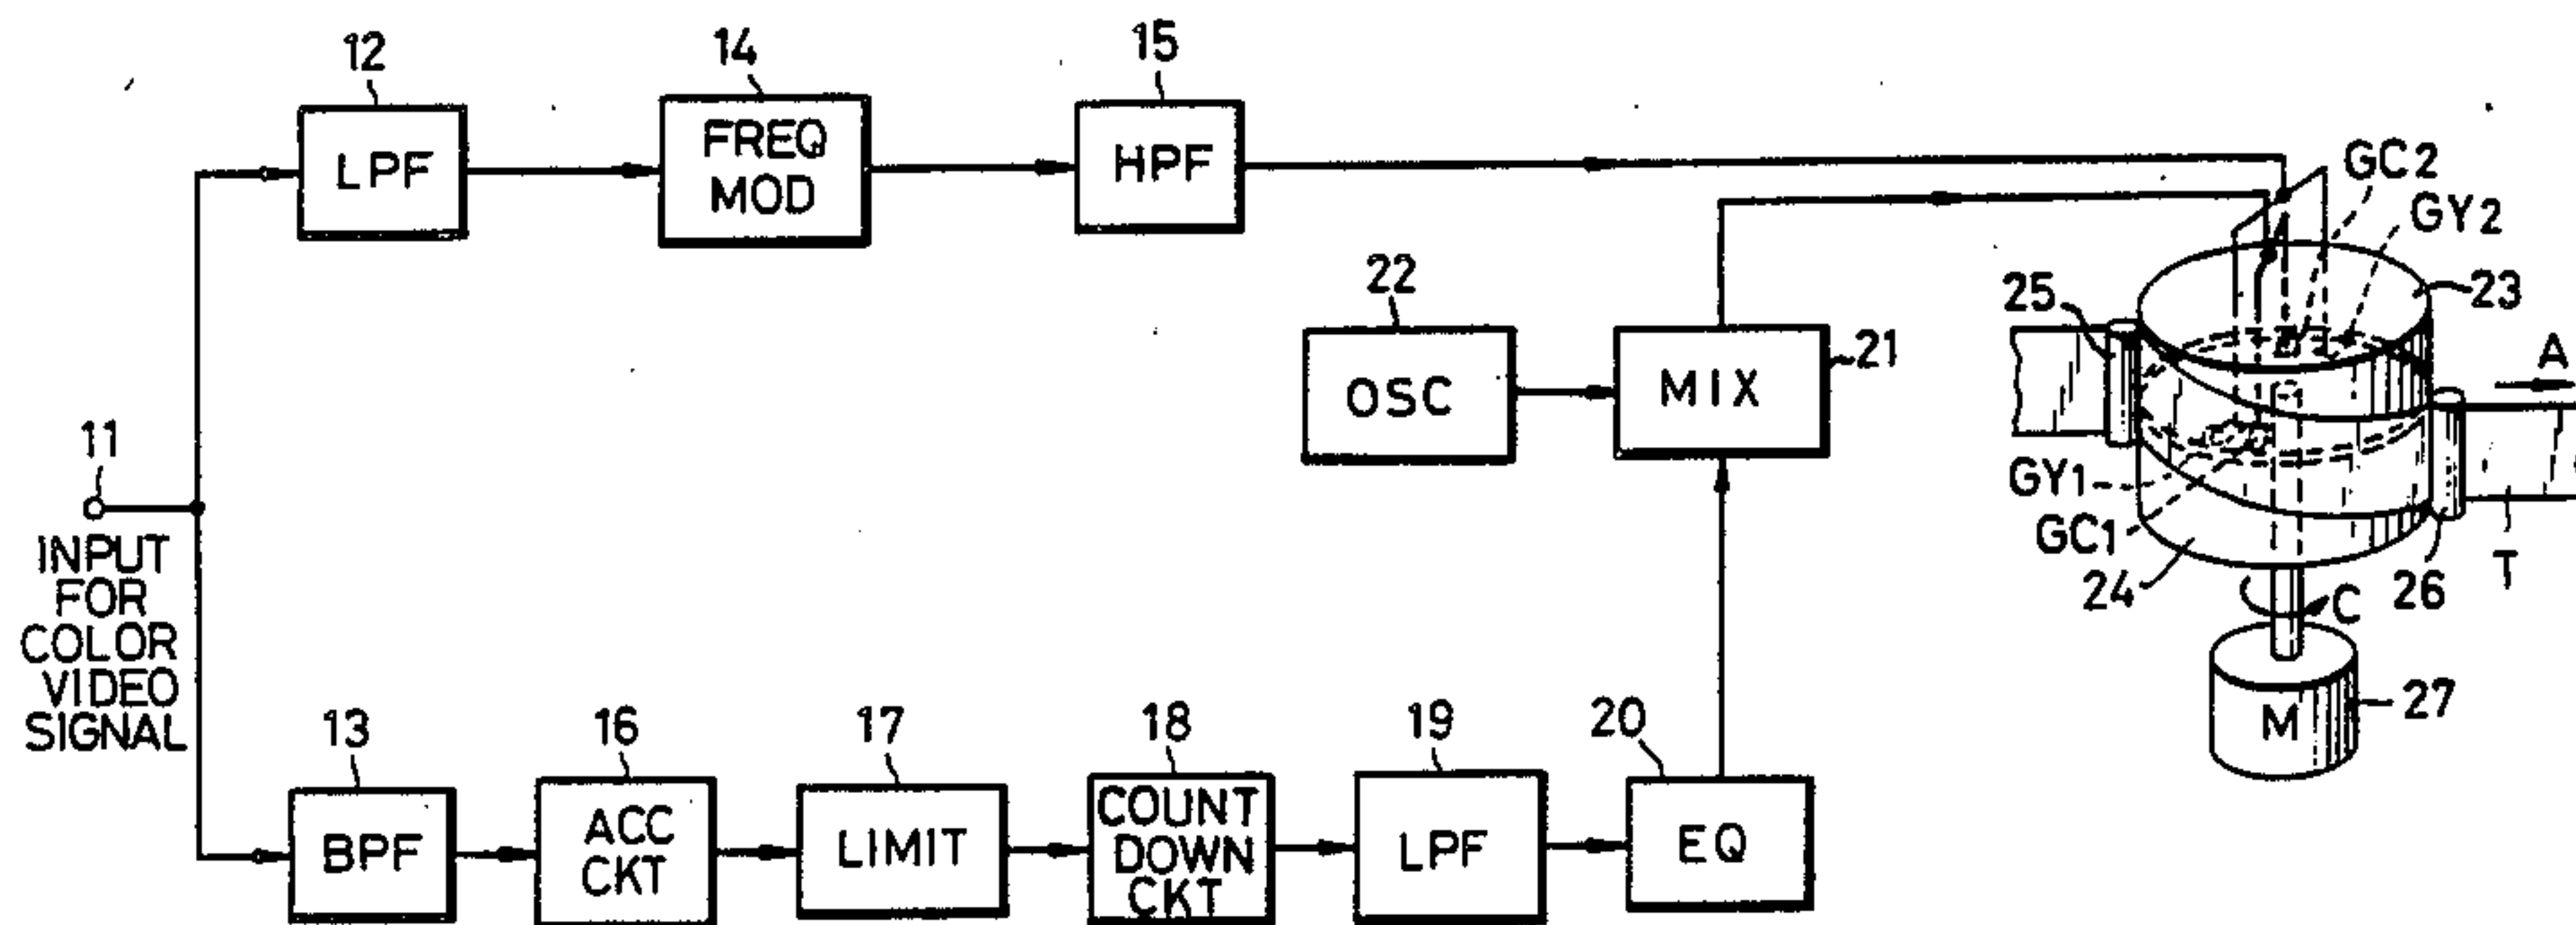 12
14
15
LPF
FREQ
MOD
HPF
GC2
GY2
23
25
22
OSC
MIX
21
A
11
INPUT
FOR
COLOR
VIDEO
SIGNAL
GY1
GC1
24
26
T
C
M
27
13
16
17
18
19
20
BPF
ACC
CKT
LIMIT
COUNT
DOWN
CKT
LPF
EQ